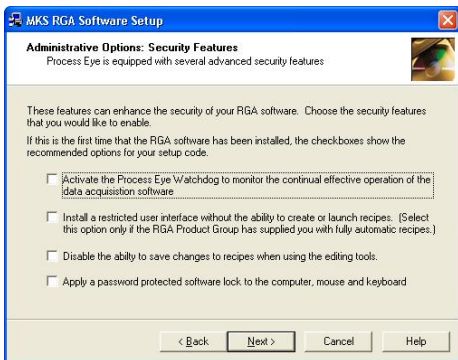 MKS RGA Software Setup
Administrative Options: Security Features
Process Eye is equipped with several advanced security features
These features can enhance the security of your RGA software. Choose the security features
that you would like to enable.
If this is the first time that the RGA software has been installed, the checkboxes show the
recommended options for your setup code.
Activate the Process Eye Watchdog to monitor the continual effective operation of the
data acquisistion software
Install a restricted user interface without the ability to create or launch recipes. (Select
this option only if the RGA Product Group has supplied you with fully automatic recipes.)
Disable the abilty to save changes to recipes when using the editing tools.
Apply a password protected software lock to the computer, mouse and keyboard
< Back Next > Cancel Help